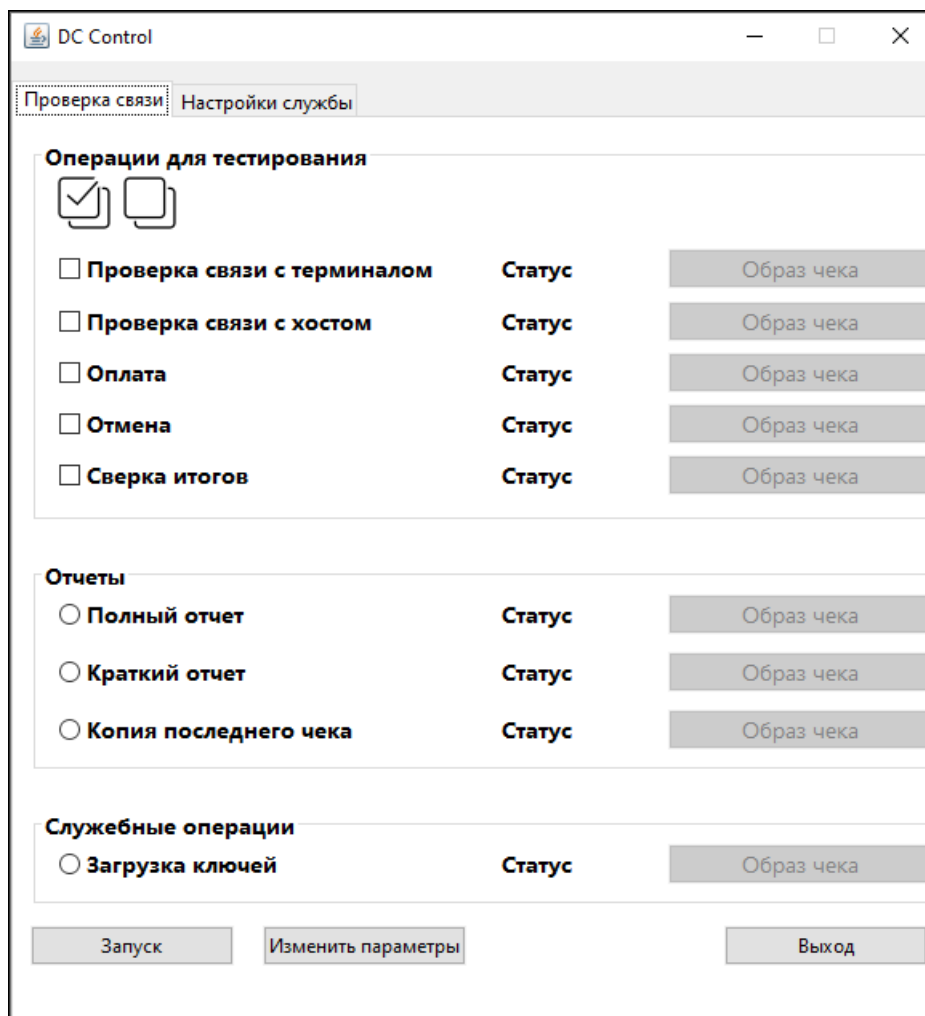 DC Control
Проверка связи Настройки службы
Операции для тестирования
Проверка связи с терминалом Статус Образ чека
Проверка связи с хостом Статус Образ чека
Оплата Статус Образ чека
Отмена Статус Образ чека
Сверка итогов Статус Образ чека
Отчеты
Полный отчет Статус Образ чека
Краткий отчет Статус Образ чека
Копия последнего чека Статус Образ чека
Служебные операции
Загрузка ключей Статус Образ чека
Запуск Изменить параметры Выход